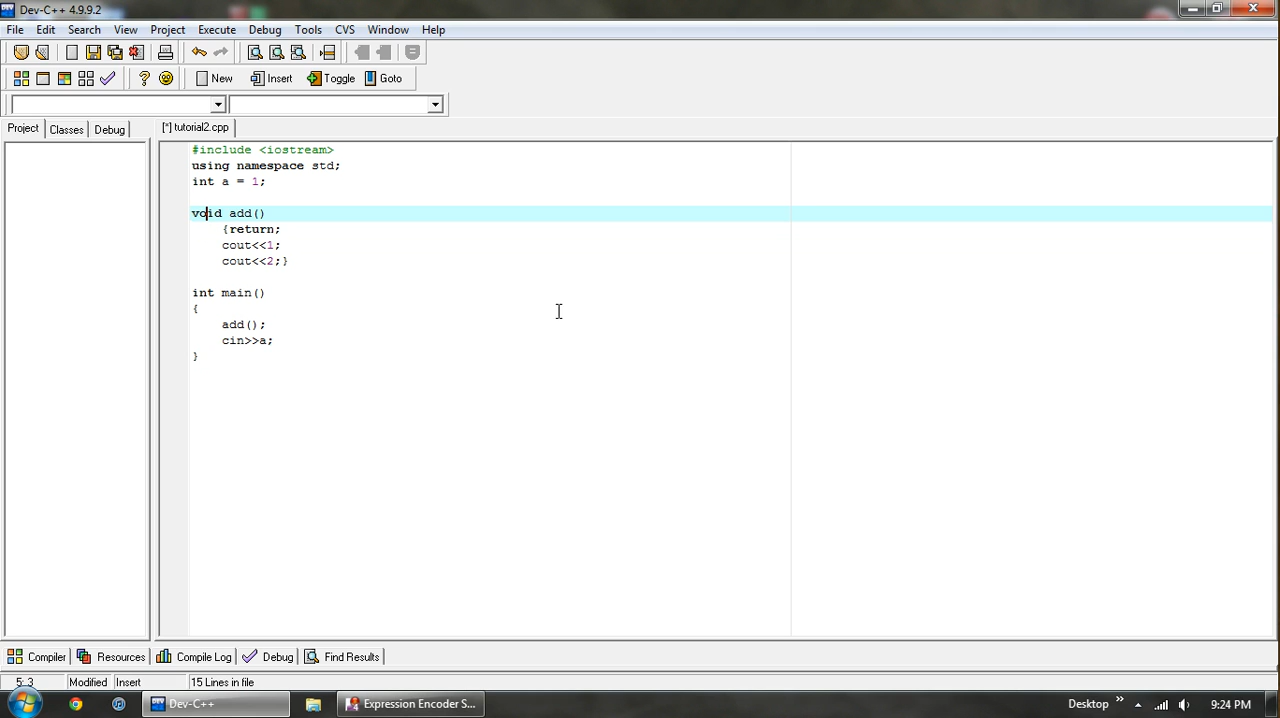 Dev-C++ 4.9.9.2
File Edit Search View Project Execute Debug Tools CVS Window Help
New Insert Toggle Goto
Project Classes Debug [*] tutorial2.cpp
#include <iostream>
using namespace std;
int a = 1;
void add()
{return;
cout<<1;
cout<<2;}
int main()
{
add();
cin>>a;
}
Compiler Resources Compile Log Debug Find Results
5: 3 Modified Insert 15 Lines in file
Dev-C++ Expression Encoder S... Desktop 9:24 PM